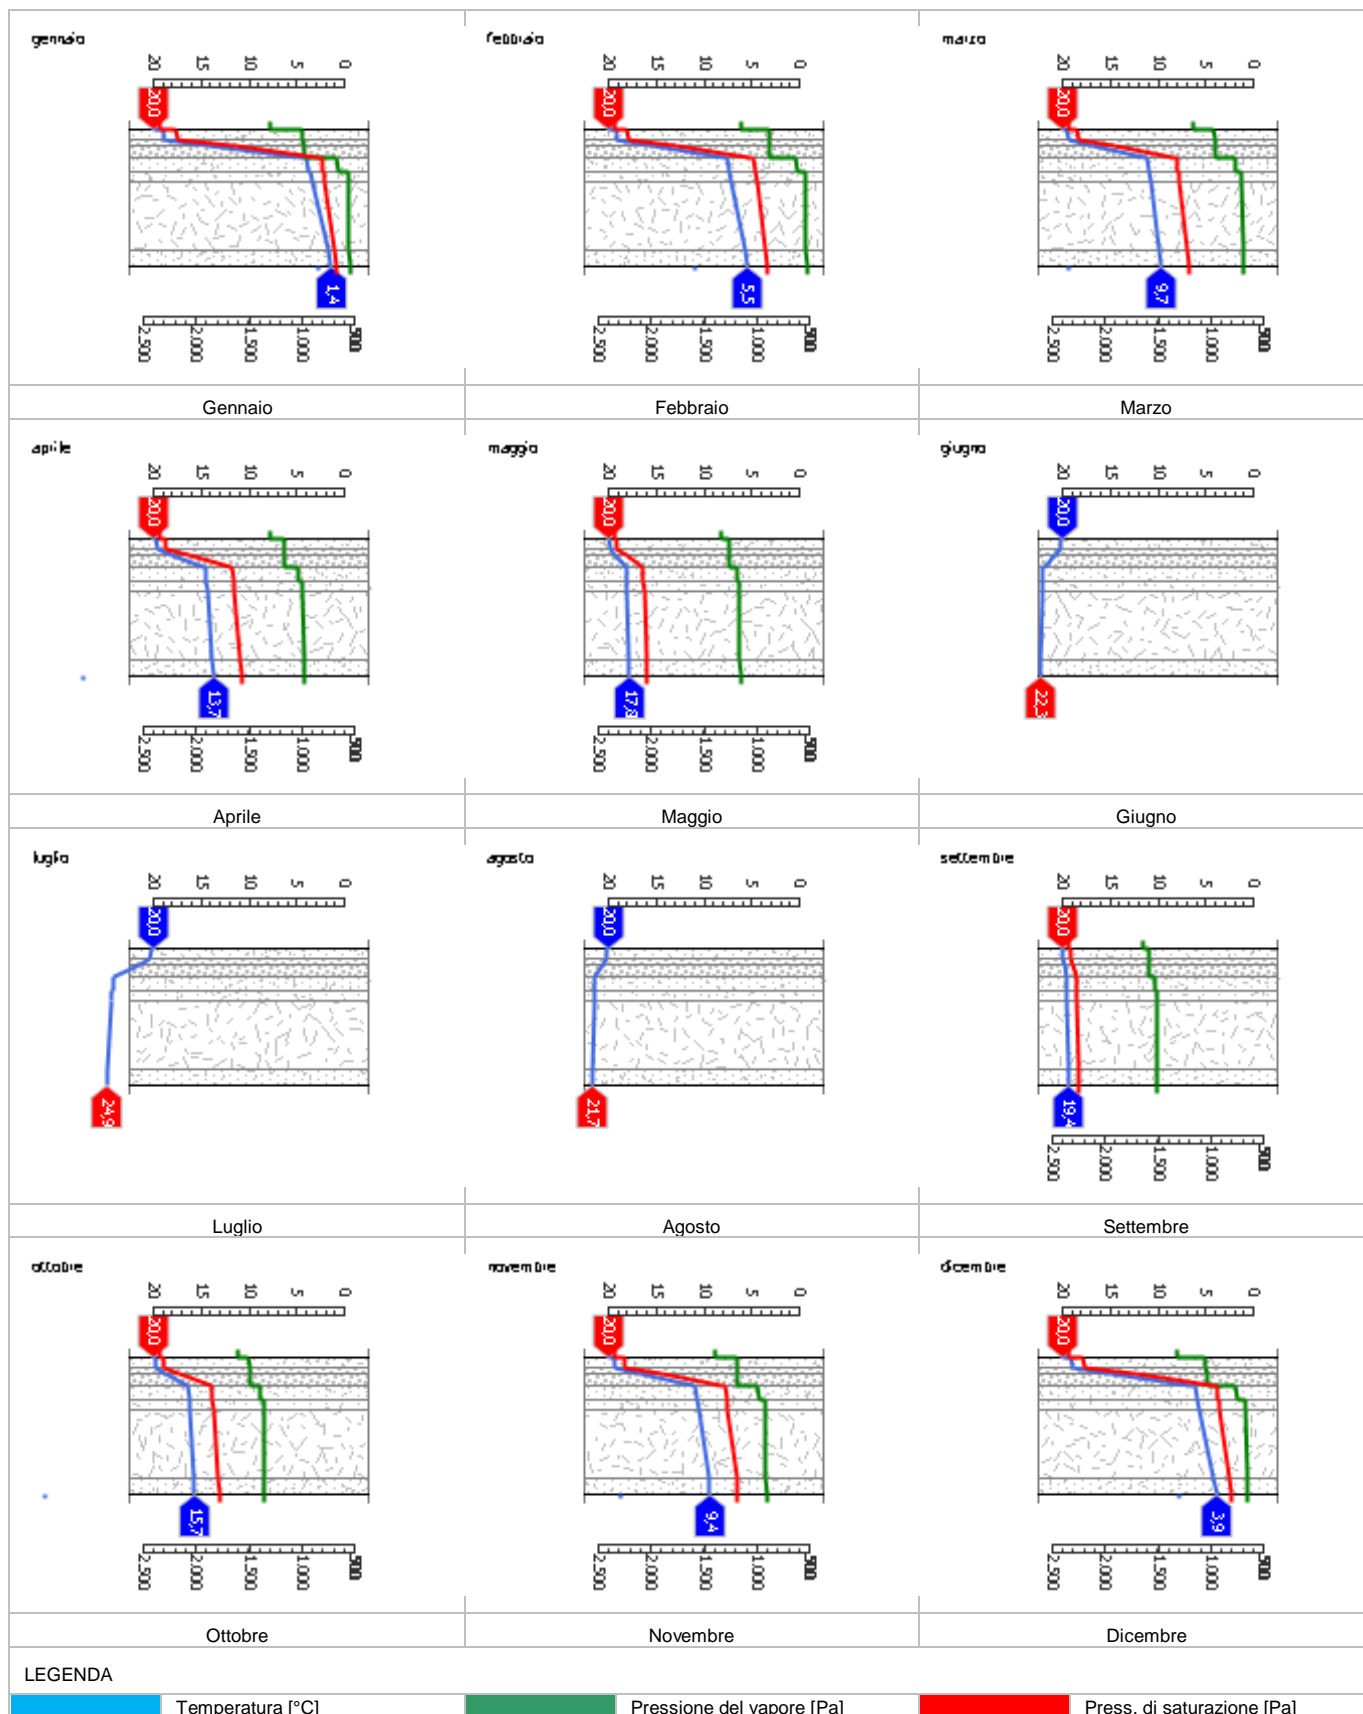 gennaio
febbraio
marzo
20 15 10 5 0
20 15 10 5 0
20 15 10 5 0
20,0
20,0
20,0
1,4
5,5
9,7
2.500 2.000 1.500 1.000 500
2.500 2.000 1.500 1.000 500
2.500 2.000 1.500 1.000 500
Gennaio
Febbraio
Marzo
aprile
maggio
giugno
20 15 10 5 0
20 15 10 5 0
20 15 10 5 0
20,0
20,0
20,0
13,7
17,8
22,3
2.500 2.000 1.500 1.000 500
2.500 2.000 1.500 1.000 500
Aprile
Maggio
Giugno
luglio
agosto
settembre
20 15 10 5 0
20 15 10 5 0
20 15 10 5 0
20,0
20,0
20,0
24,9
21,7
19,4
2.500 2.000 1.500 1.000 500
Luglio
Agosto
Settembre
ottobre
novembre
dicembre
20 15 10 5 0
20 15 10 5 0
20 15 10 5 0
20,0
20,0
20,0
15,7
9,4
3,9
2.500 2.000 1.500 1.000 500
2.500 2.000 1.500 1.000 500
2.500 2.000 1.500 1.000 500
Ottobre
Novembre
Dicembre
LEGENDA
Temperatura [°C]
Pressione del vapore [Pa]
Press. di saturazione [Pa]